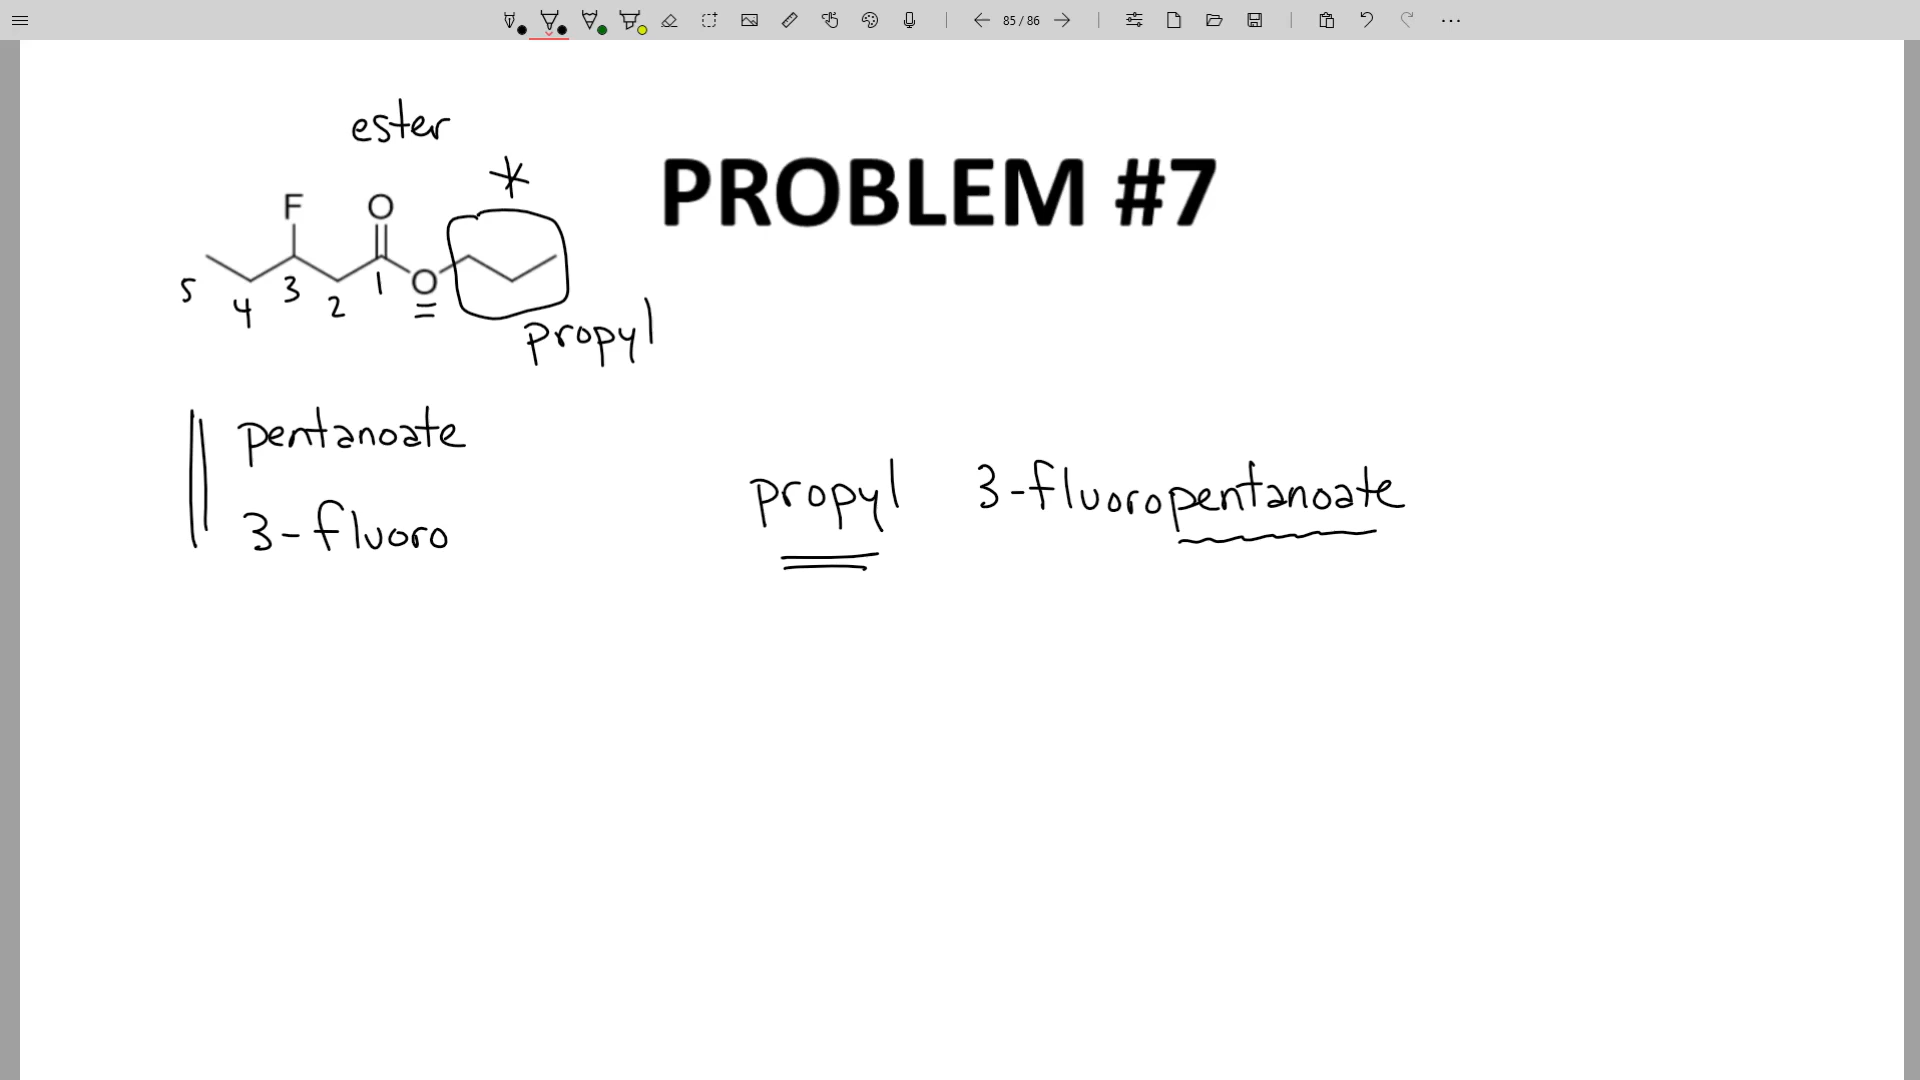 85 / 86
ester
*
PROBLEM #7
F
O
5 4 3 2 1 O
propyl
pentanoate
3-fluoro
propyl 3-fluoropentanoate